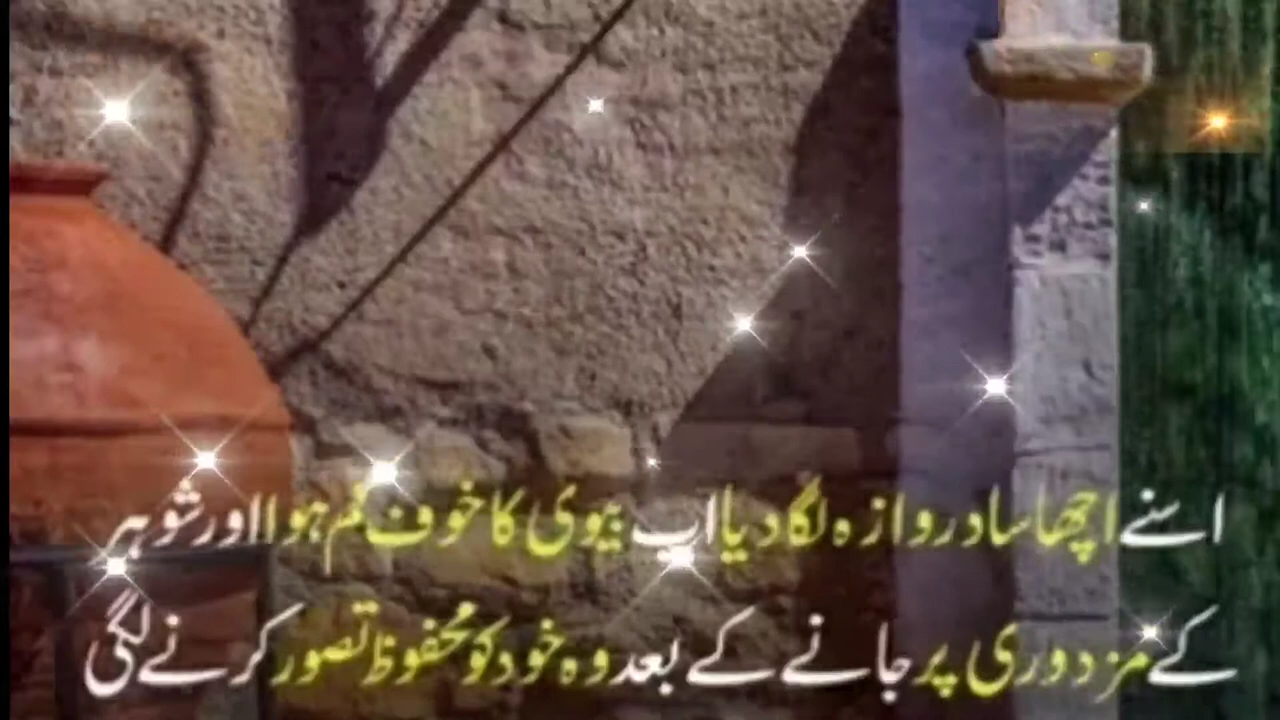 اسنے اچھا سا دروازہ لگا دیا اب بیوی کا خوف کم ہوا اور شوہر
کے مزدوری پر جانے کے بعد وہ خود کو محفوظ تصور کرنے لگی